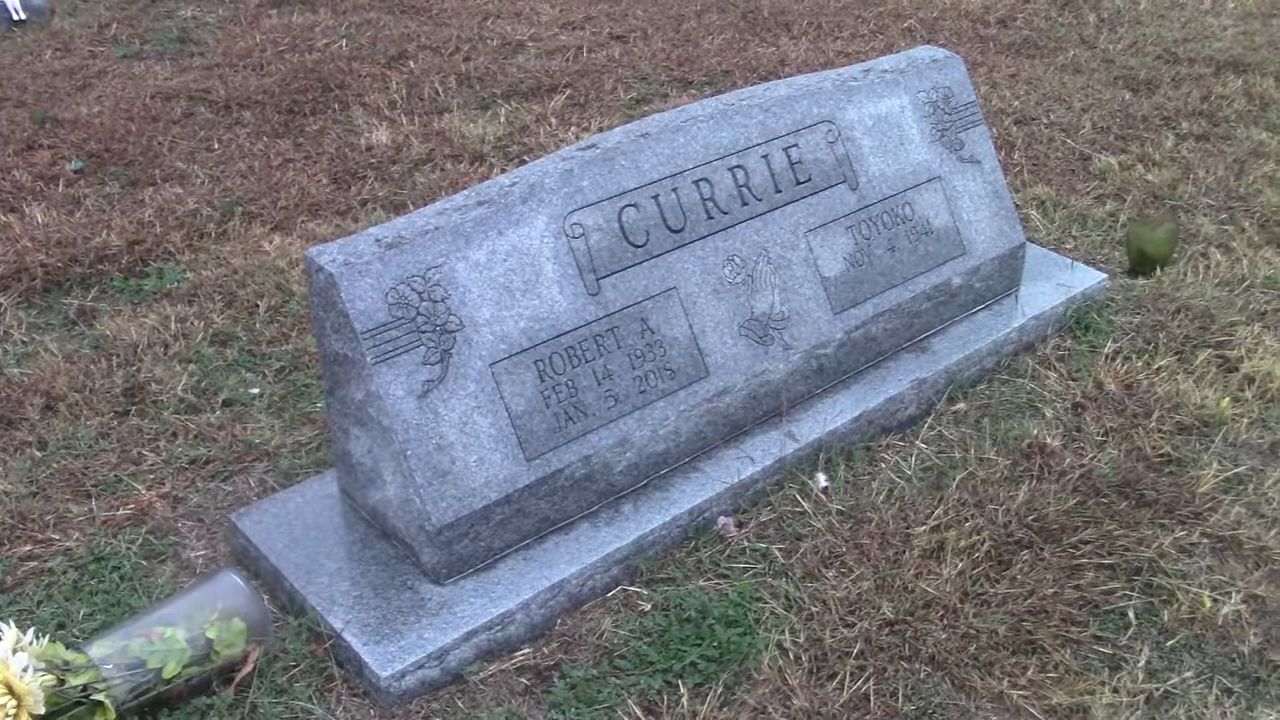 CURRIE
ROBERT A.
FEB 14 1933
JAN. 5 2018
TOYOKO
NOV 4 1941